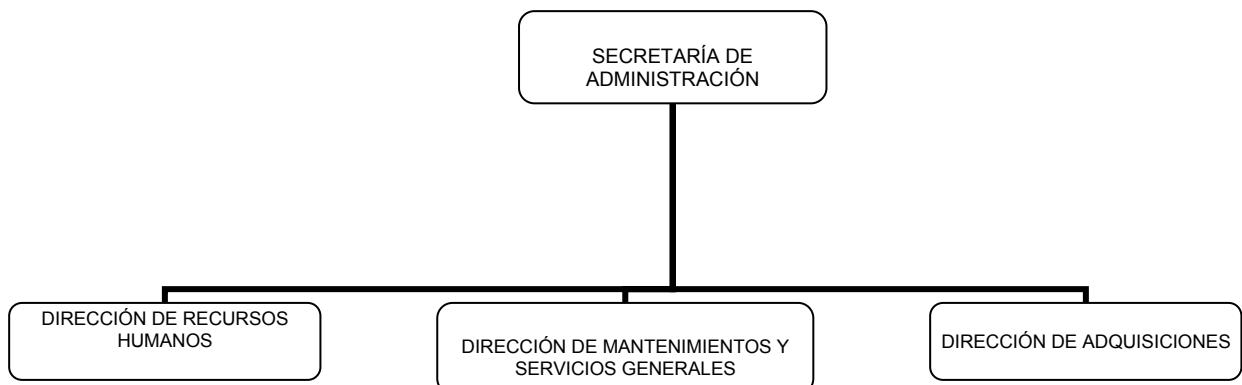 SECRETARÍA DE
ADMINISTRACIÓN
DIRECCIÓN DE RECURSOS
HUMANOS
DIRECCIÓN DE MANTENIMIENTOS Y
SERVICIOS GENERALES
DIRECCIÓN DE ADQUISICIONES